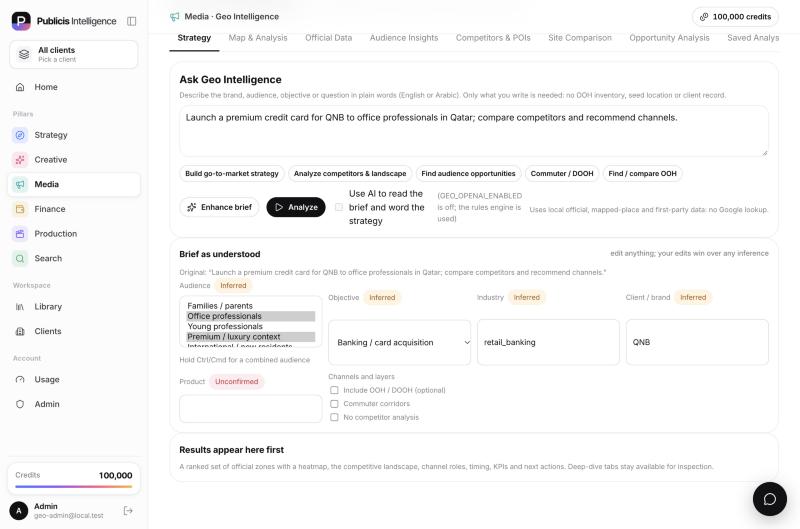 Publicis Intelligence
All clients
Pick a client
Home
Pillars
Strategy
Creative
Media
Finance
Production
Search
Workspace
Library
Clients
Account
Usage
Admin
Credits 100,000
A
Admin
geo-admin@local.test
Media · Geo Intelligence
100,000 credits
Strategy Map & Analysis Official Data Audience Insights Competitors & POIs Site Comparison Opportunity Analysis Saved Analys
Ask Geo Intelligence
Describe the brand, audience, objective or question in plain words (English or Arabic). Only what you write is needed: no OOH inventory, seed location or client record.
Launch a premium credit card for QNB to office professionals in Qatar; compare competitors and recommend channels.
Build go-to-market strategy Analyze competitors & landscape Find audience opportunities Commuter / DOOH Find / compare OOH
Enhance brief
Analyze
Use AI to read the
brief and word the
strategy
(GEO_OPENAI_ENABLED
is off; the rules engine is
used)
Uses local official, mapped-place and first-party data: no Google lookup.
Brief as understood
edit anything; your edits win over any inference
Original: "Launch a premium credit card for QNB to office professionals in Qatar; compare competitors and recommend channels."
Audience Inferred
Families / parents
Office professionals
Young professionals
Premium / luxury context
International / new residents
Hold Ctrl/Cmd for a combined audience
Objective Inferred
Banking / card acquisition
Industry Inferred
retail_banking
Client / brand Inferred
QNB
Product Unconfirmed
Channels and layers
Include OOH / DOOH (optional)
Commuter corridors
No competitor analysis
Results appear here first
A ranked set of official zones with a heatmap, the competitive landscape, channel roles, timing, KPIs and next actions. Deep-dive tabs stay available for inspection.